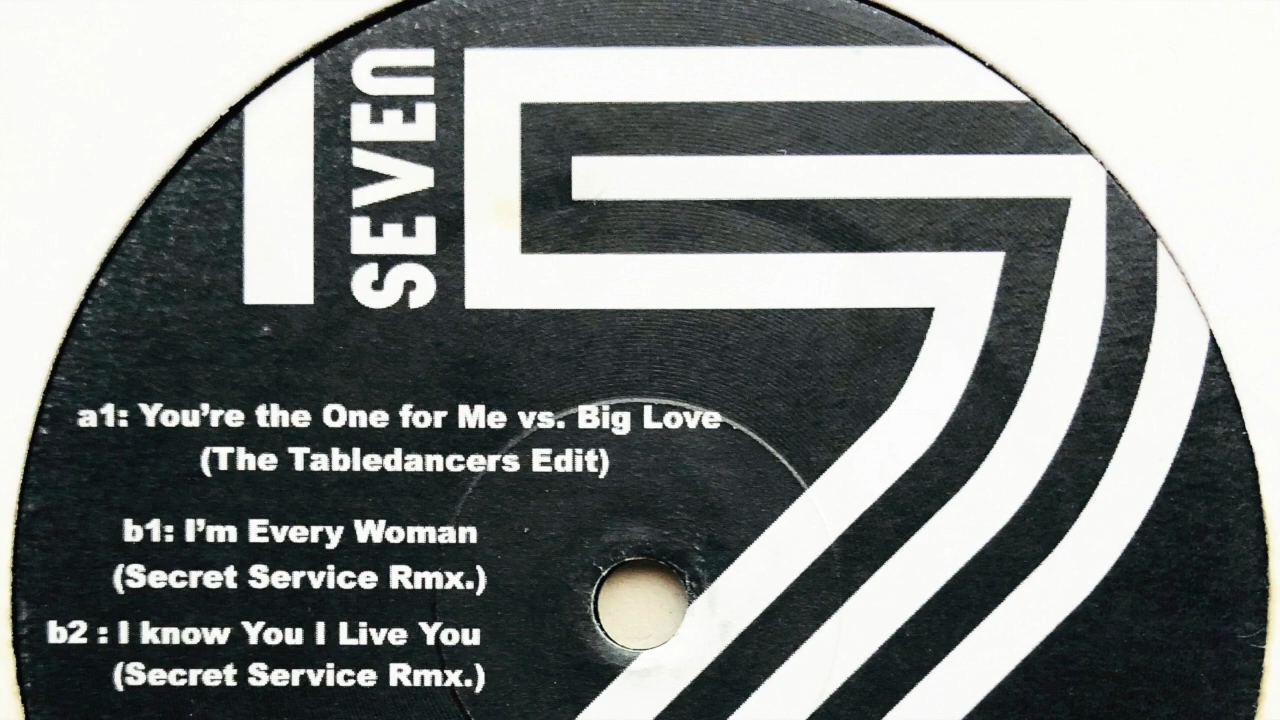 SEVEN
7
a1: You're the One for Me vs. Big Love
(The Tabledancers Edit)
b1: I'm Every Woman
(Secret Service Rmx.)
b2 : I know You I Live You
(Secret Service Rmx.)